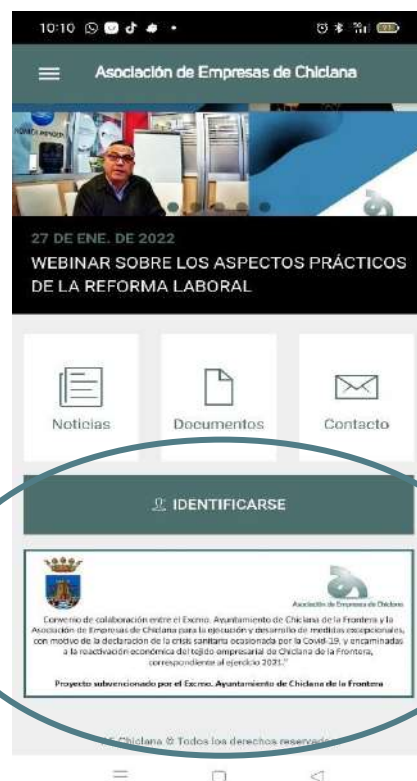 10:10
Asociación de Empresas de Chiclana
27 DE ENE. DE 2022
WEBINAR SOBRE LOS ASPECTOS PRÁCTICOS
DE LA REFORMA LABORAL
Noticias
Documentos
Contacto
IDENTIFICARSE
Asociación de Empresas de Chiclana
Convenio de colaboración entre el Excmo. Ayuntamiento de Chiclana de la Frontera y la
Asociación de Empresas de Chiclana para la ejecución y desarrollo de medidas excepcionales,
con motivo de la declaración de la crisis sanitaria ocasionada por la Covid-19, y encaminadas
a la reactivación económica del tejido empresarial de Chiclana de la Frontera,
correspondiente al ejercicio 2021."
Proyecto subvencionado por el Excmo. Ayuntamiento de Chiclana de la Frontera
Chiclana © Todos los derechos reservados